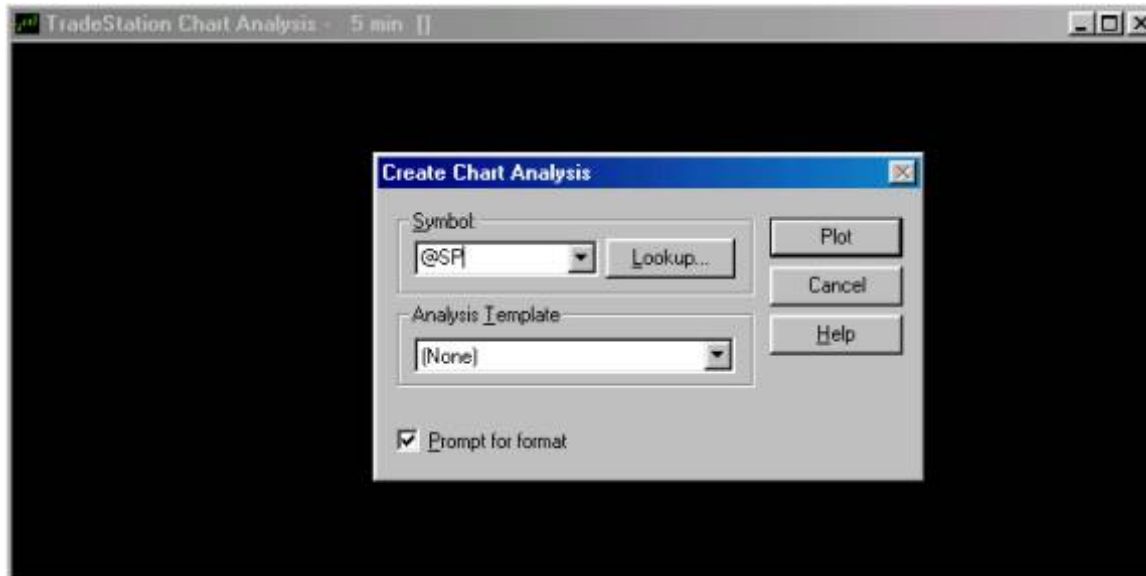 TradeStation Chart Analysis - 5 min []
Create Chart Analysis
Symbol:
@SP
Lookup...
Plot
Cancel
Help
Analysis Template
(None)
Prompt for format